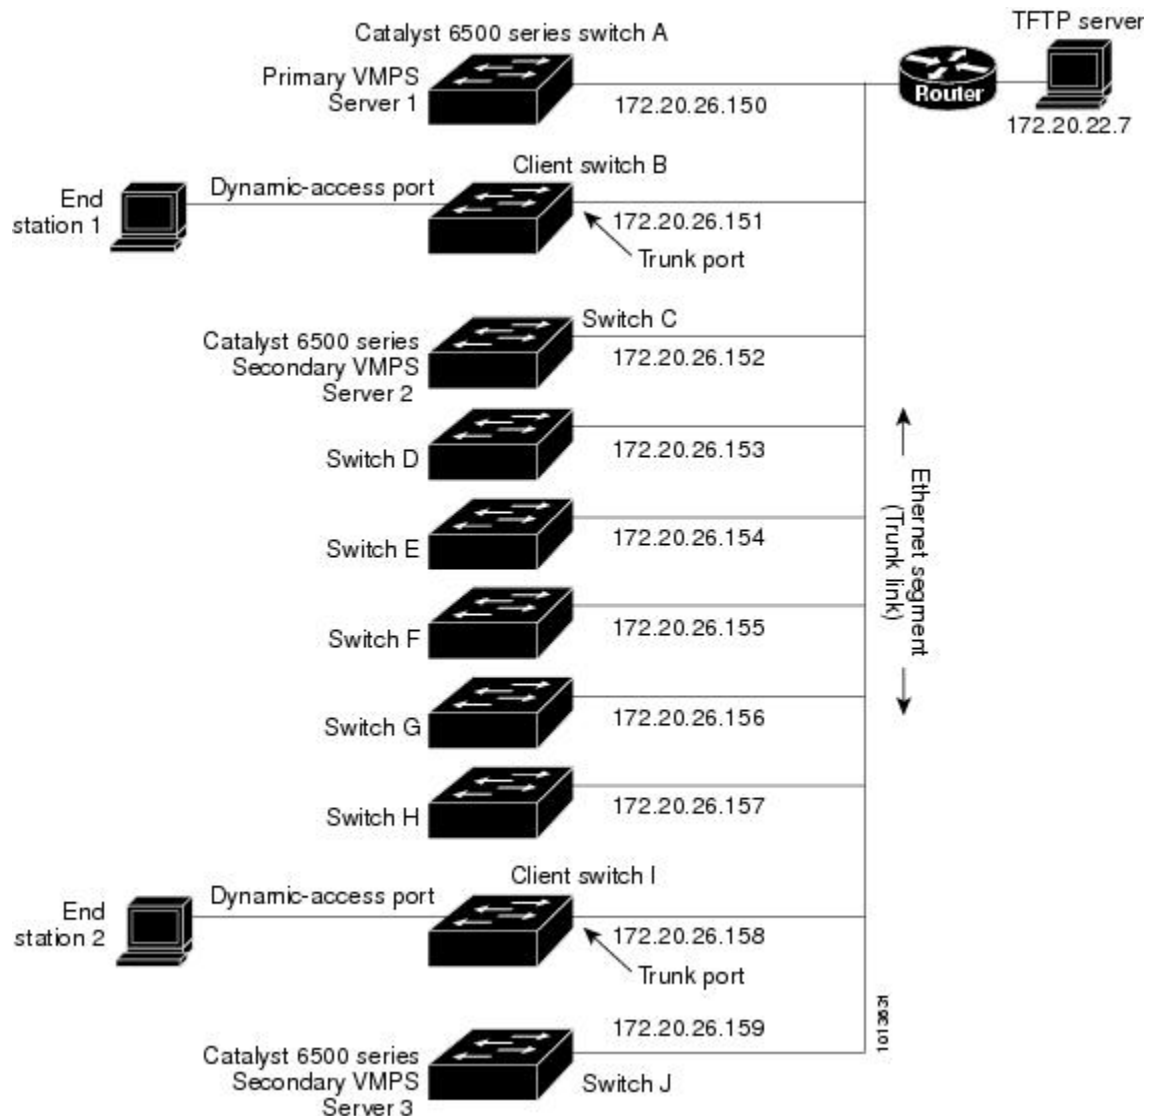 Catalyst 6500 series switch A
Primary VMPS
Server 1
172.20.26.150
TFTP server
Router
172.20.22.7
Client switch B
End
station 1
Dynamic-access port
172.20.26.151
Trunk port
Switch C
Catalyst 6500 series
Secondary VMPS
Server 2
172.20.26.152
Switch D
172.20.26.153
Switch E
172.20.26.154
Ethernet segment
(Trunk link)
Switch F
172.20.26.155
Switch G
172.20.26.156
Switch H
172.20.26.157
Client switch I
End
station 2
Dynamic-access port
172.20.26.158
Trunk port
172.20.26.159
Catalyst 6500 series
Secondary VMPS
Server 3
Switch J